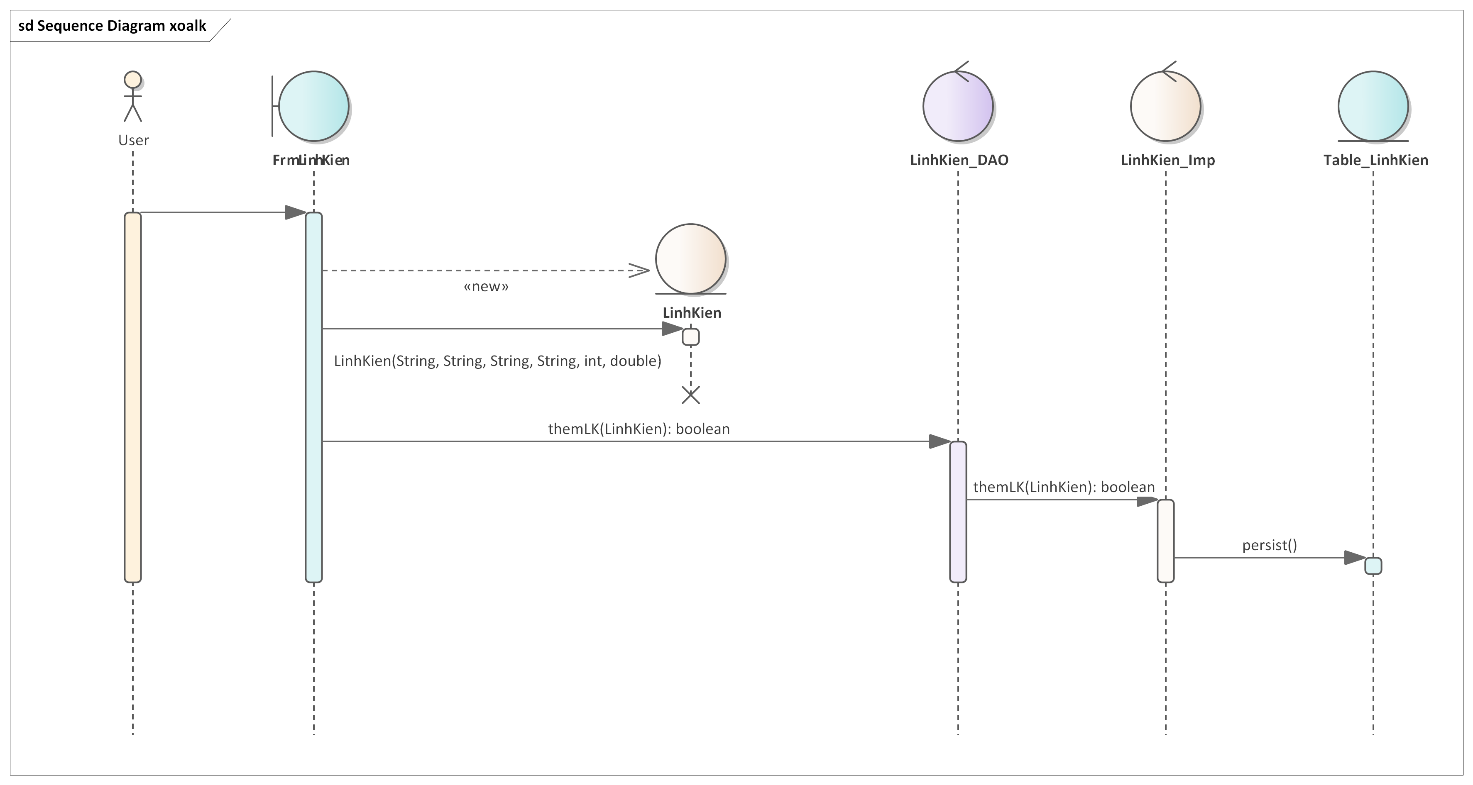 sd Sequence Diagram xoalk
User
FrmLinhKien
LinhKien_DAO
LinhKien_Imp
Table_LinhKien
«new»
LinhKien
LinhKien(String, String, String, String, int, double)
themLK(LinhKien): boolean
themLK(LinhKien): boolean
persist()